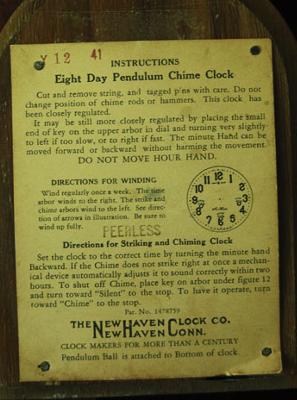 Y 12 41
INSTRUCTIONS
Eight Day Pendulum Chime Clock
Cut and remove string, and tagged pins with care. Do not
change position of chime rods or hammers. This clock has
been closely regulated.
It may be still more closely regulated by placing the small
end of key on the upper arbor in dial and turning very slightly
to left if too slow, or to right if fast. The minute Hand can be
moved forward or backward without harming the movement.
DO NOT MOVE HOUR HAND.
DIRECTIONS FOR WINDING
Wind regularly once a week. The time
arbor winds to the right. The strike and
chime arbors wind to the left. See direc-
tion of arrows in illustration. Be sure to
wind up fully.
PEERLESS
Directions for Striking and Chiming Clock
Set the clock to correct time by turning the minute hand
Backward. If the Chime does not strike right at once a mechan-
ical device automatically adjusts it to sound correctly within two
hours. To shut off Chime, place key on arbor under figure 12
and turn toward "Silent" to the stop. To have it operate, turn
toward "Chime" to the stop.
Pat. No. 1478759
THE NEW HAVEN CLOCK CO.
NEW HAVEN CONN.
CLOCK MAKERS FOR MORE THAN A CENTURY
Pendulum Ball is attached to Bottom of clock